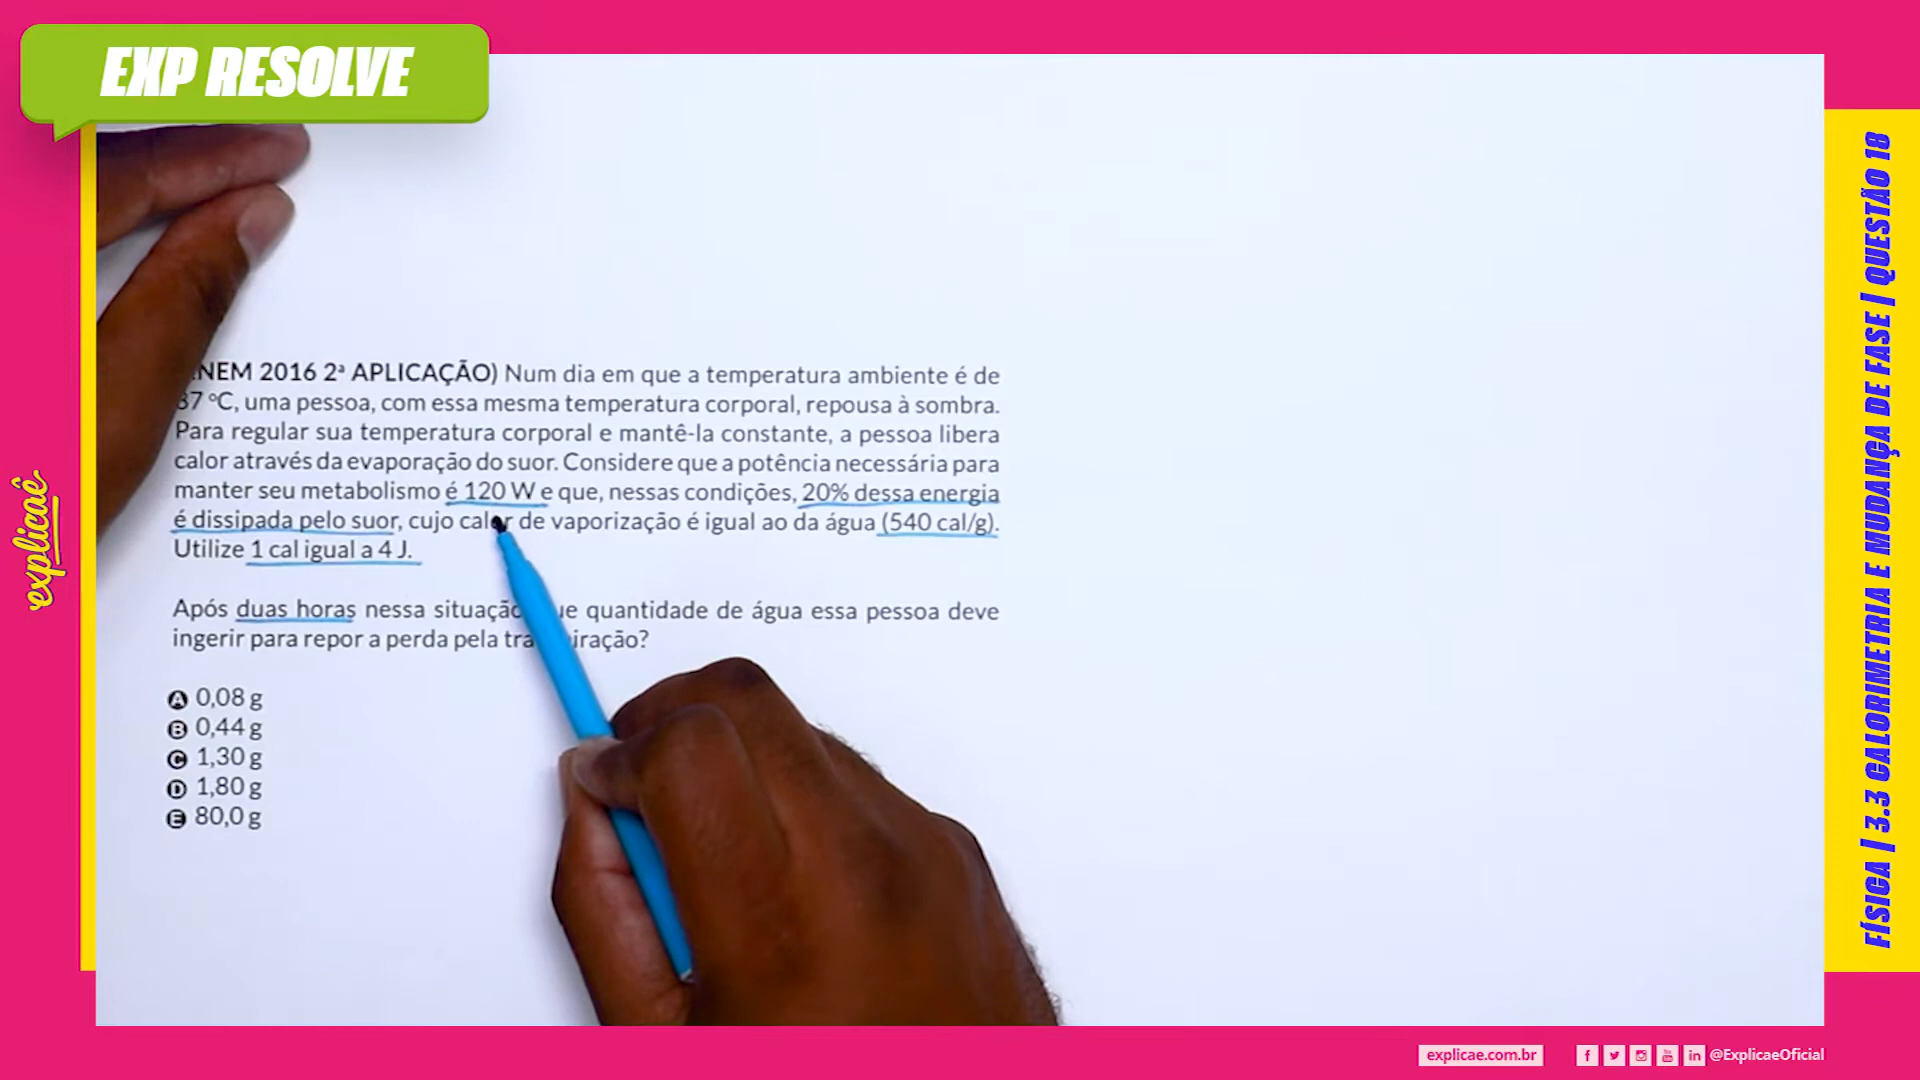 EXP RESOLVE
NEM 2016 2ª APLICAÇÃO) Num dia em que a temperatura ambiente é de
37 ºC, uma pessoa, com essa mesma temperatura corporal, repousa à sombra.
Para regular sua temperatura corporal e mantê-la constante, a pessoa libera
calor através da evaporação do suor. Considere que a potência necessária para
manter seu metabolismo é 120 W e que, nessas condições, 20% dessa energia
é dissipada pelo suor, cujo calor de vaporização é igual ao da água (540 cal/g).
Utilize 1 cal igual a 4 J.
Após duas horas nessa situação que quantidade de água essa pessoa deve
ingerir para repor a perda pela transpiração?
A 0,08 g
B 0,44 g
C 1,30 g
D 1,80 g
E 80,0 g
explicaê
FÍSICA | 3.3 CALORIMETRIA E MUDANÇA DE FASE | QUESTÃO 18
explicae.com.br
@ExplicaeOficial